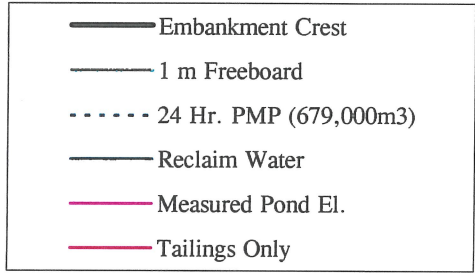 Embankment Crest
1 m Freeboard
24 Hr. PMP (679,000m3)
Reclaim Water
Measured Pond El.
Tailings Only